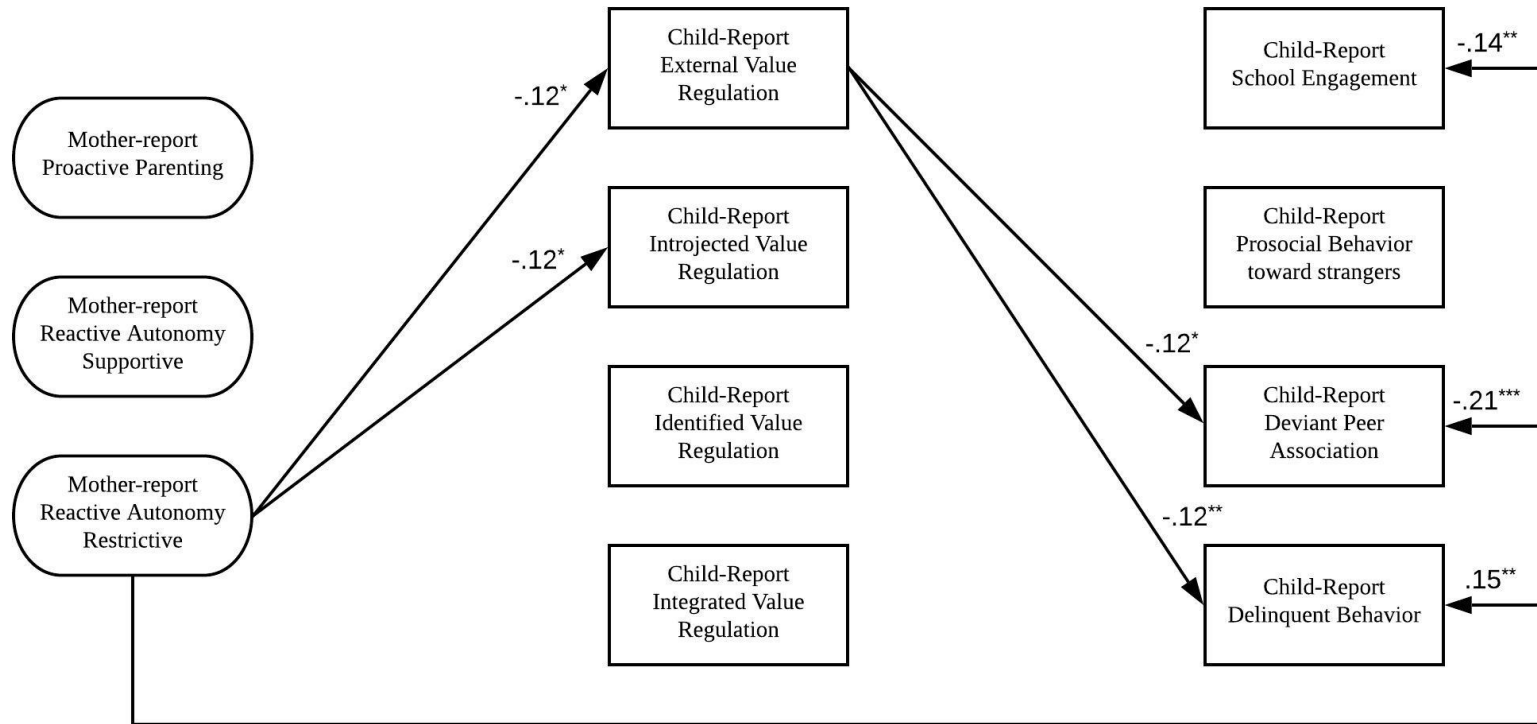 Mother-report
Proactive Parenting
Mother-report
Reactive Autonomy
Supportive
Mother-report
Reactive Autonomy
Restrictive
-.12*
-.12*
Child-Report
External Value
Regulation
Child-Report
Introjected Value
Regulation
Child-Report
Identified Value
Regulation
Child-Report
Integrated Value
Regulation
-.12*
-.12**
Child-Report
School Engagement
Child-Report
Prosocial Behavior
toward strangers
Child-Report
Deviant Peer
Association
Child-Report
Delinquent Behavior
-.14**
-.21***
.15**